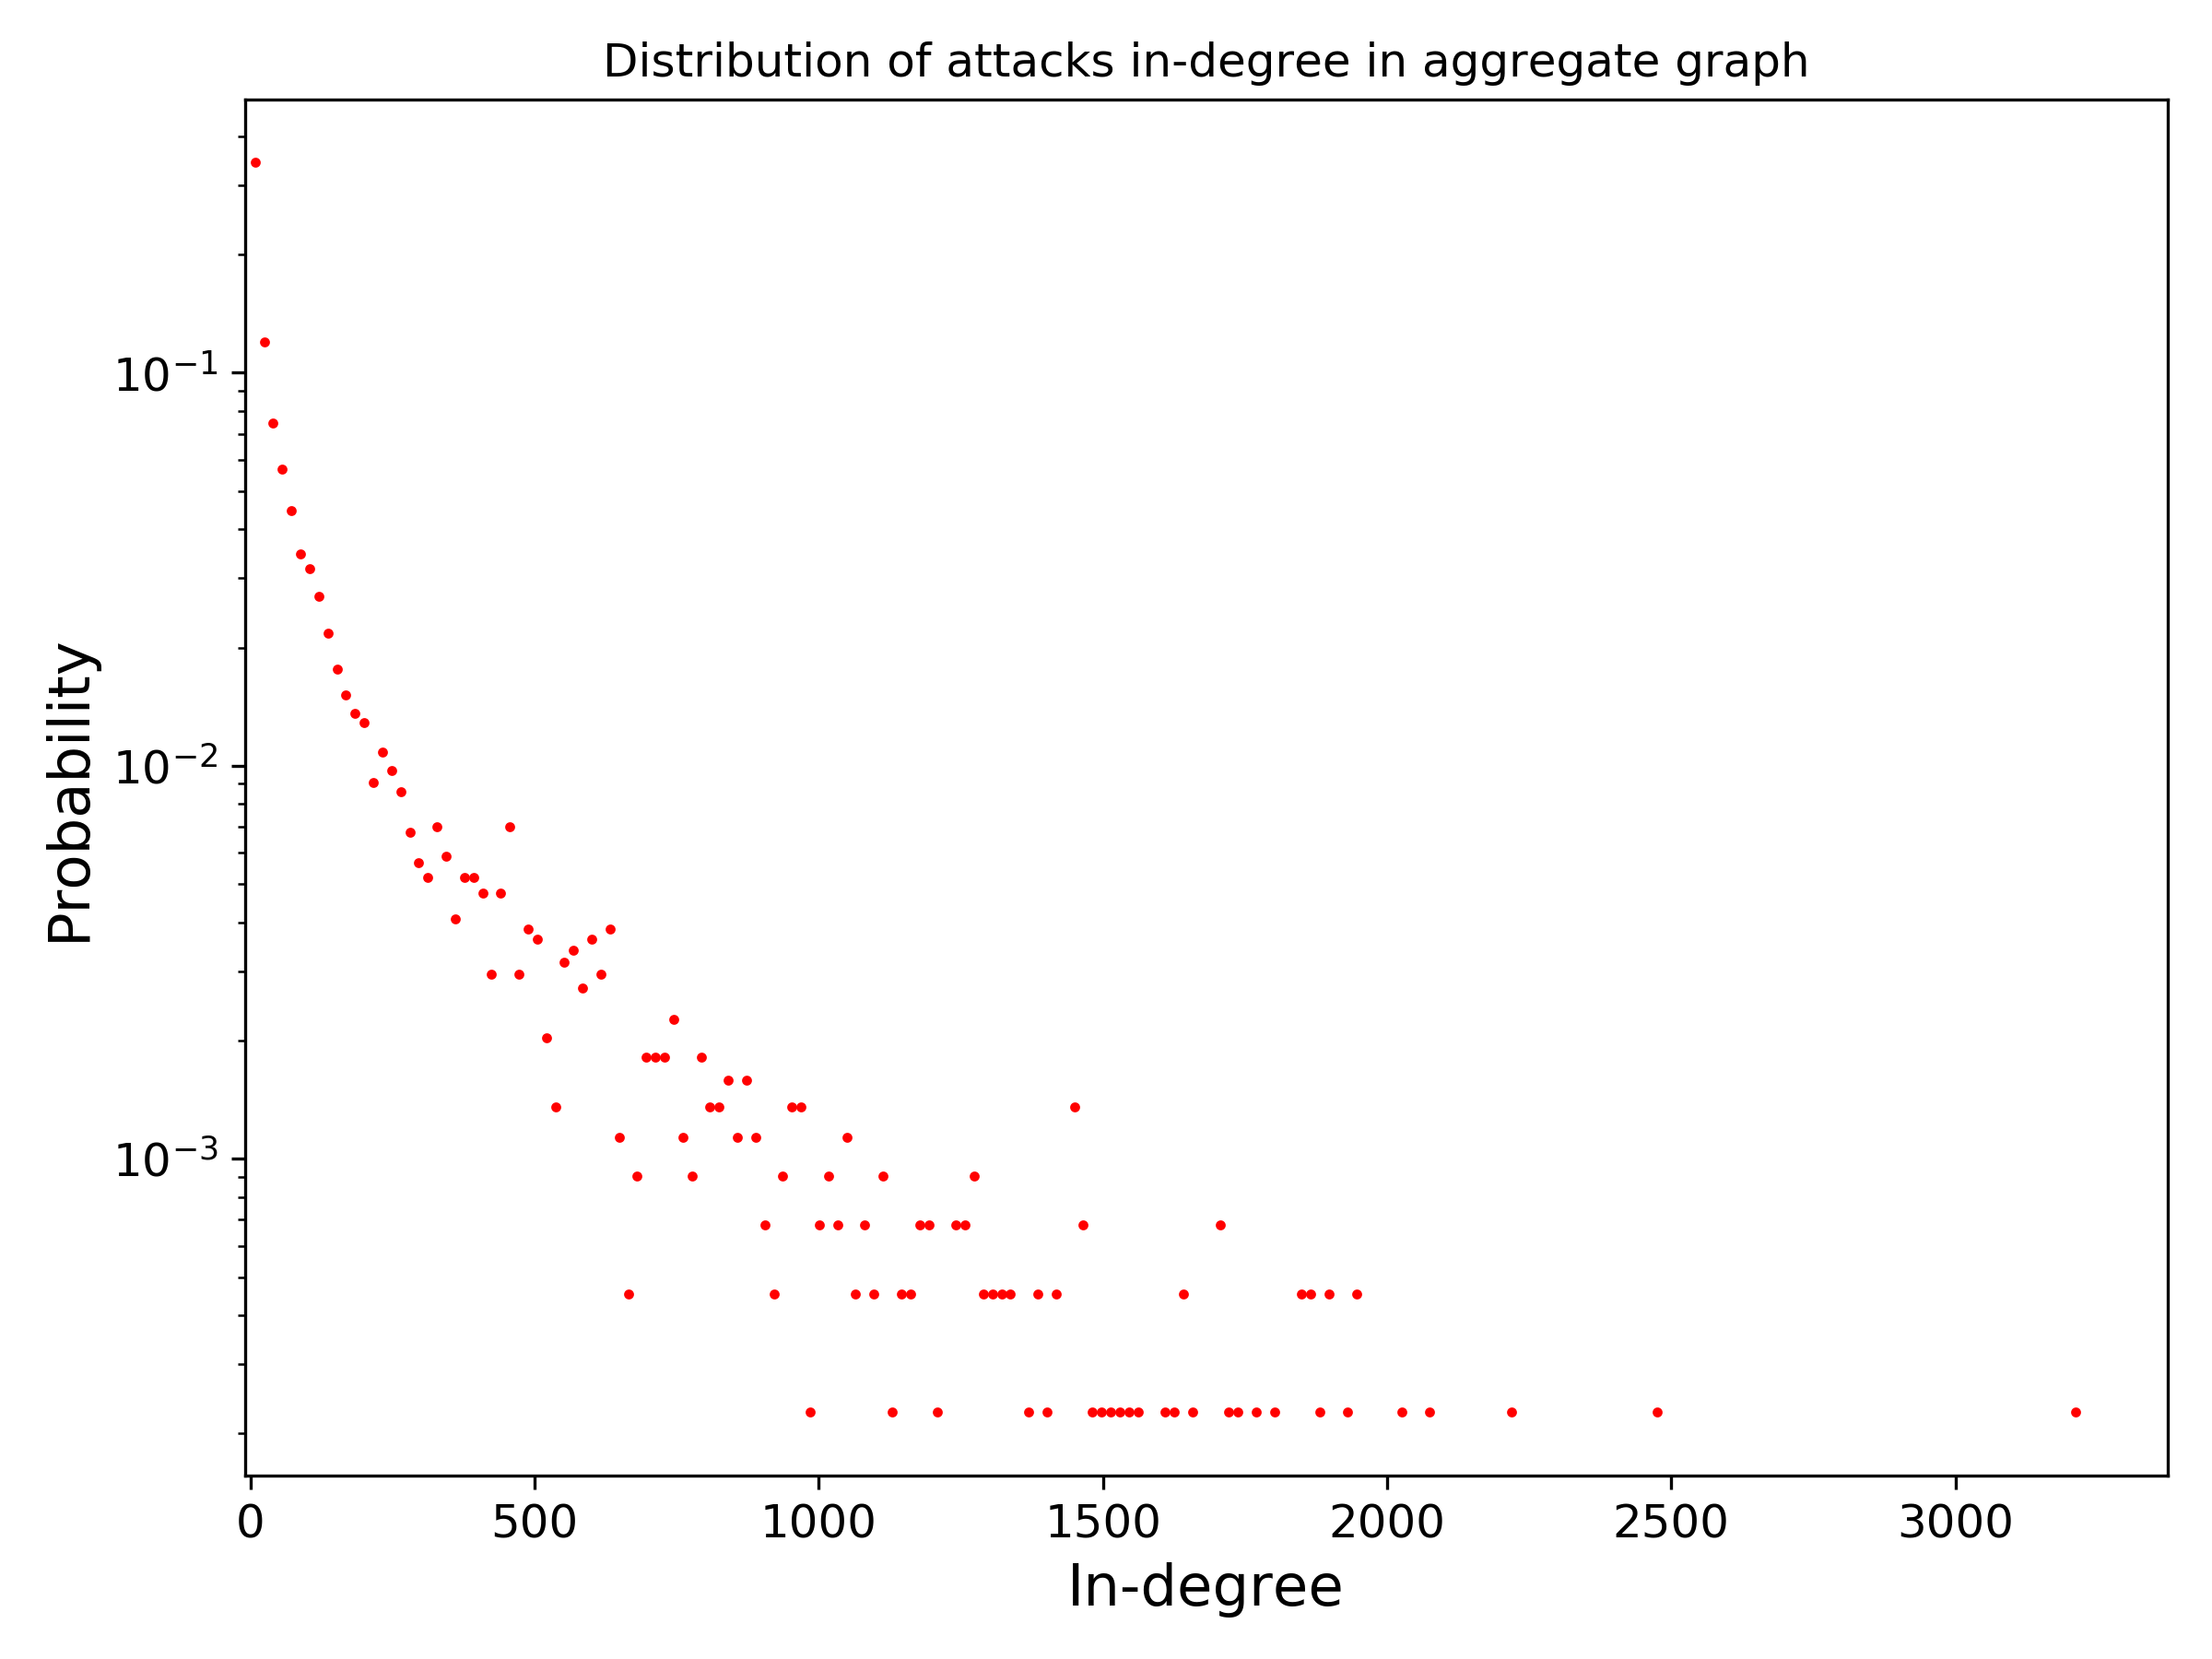 Distribution of attacks in-degree in aggregate graph
10⁻¹
10⁻²
10⁻³
Probability
0 500 1000 1500 2000 2500 3000
In-degree